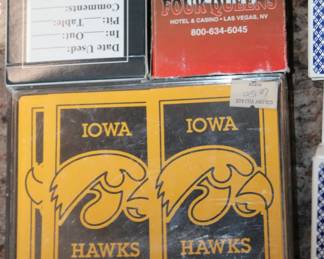 Comments:
Pit: Table:
In: Out:
Date Used:
FOUR QUEENS
HOTEL & CASINO • LAS VEGAS, NV
800-634-6045
IOWA
HAWKS
IOWA
HAWKS